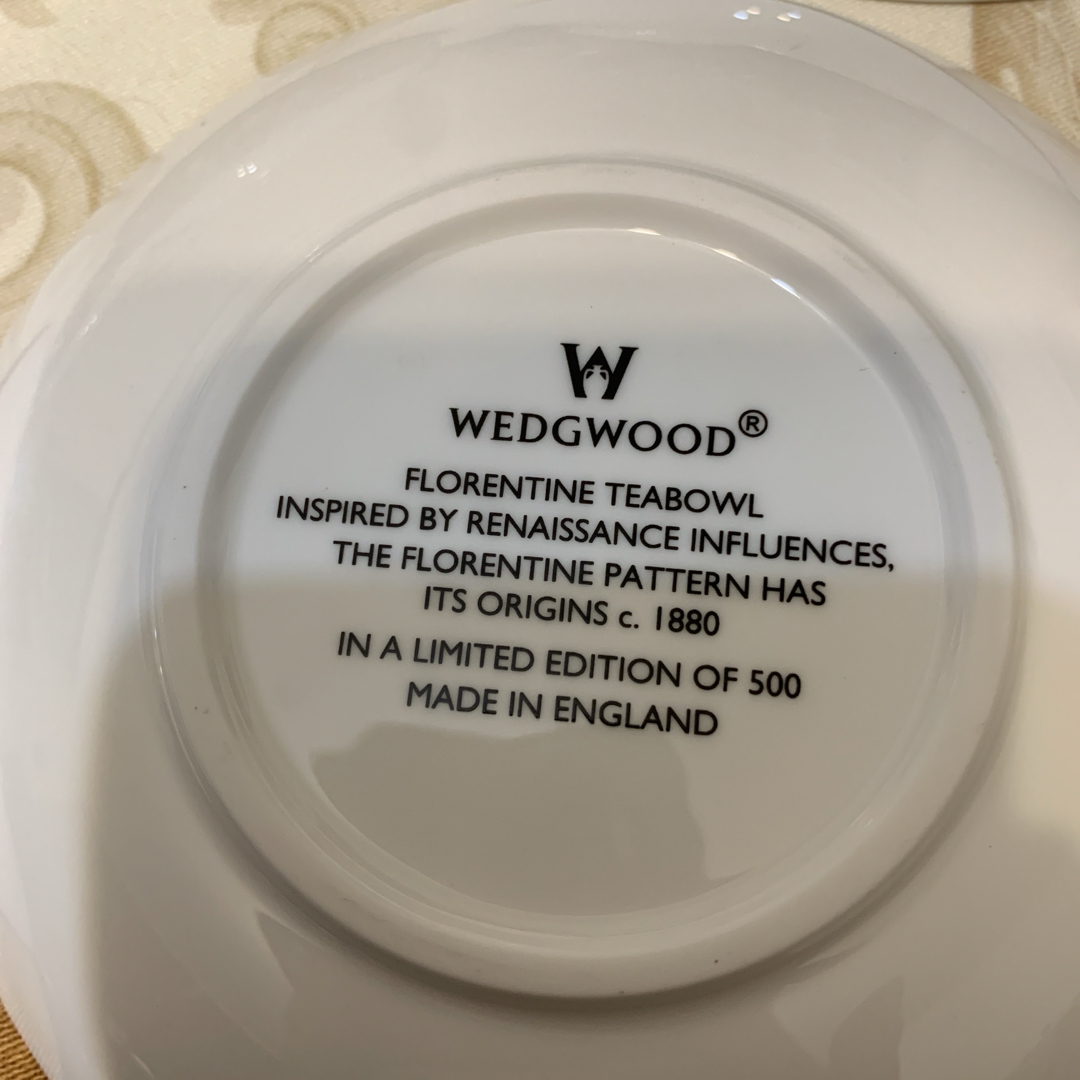 W
WEDGWOOD®
FLORENTINE TEABOWL
INSPIRED BY RENAISSANCE INFLUENCES,
THE FLORENTINE PATTERN HAS
ITS ORIGINS c. 1880
IN A LIMITED EDITION OF 500
MADE IN ENGLAND